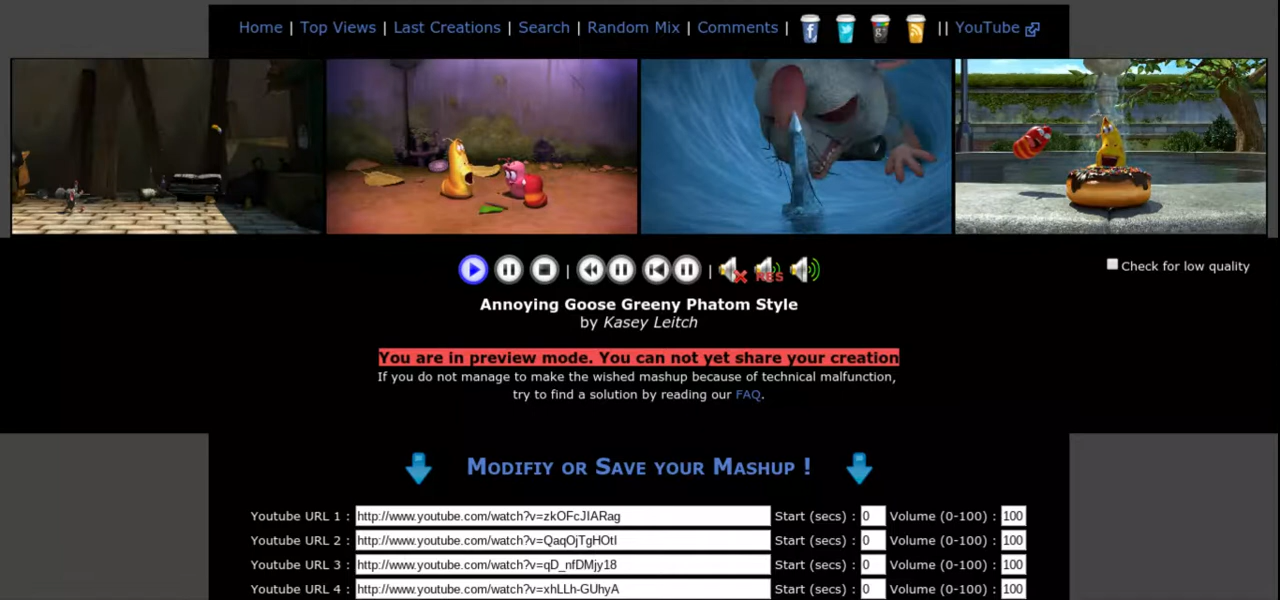 Home | Top Views | Last Creations | Search | Random Mix | Comments | || YouTube
| | RES
Check for low quality
Annoying Goose Greeny Phatom Style
by Kasey Leitch
You are in preview mode. You can not yet share your creation
If you do not manage to make the wished mashup because of technical malfunction,
try to find a solution by reading our FAQ.
Modifiy or Save your Mashup !
Youtube URL 1 : http://www.youtube.com/watch?v=zkOFcJIARag Start (secs) : 0 Volume (0-100) : 100
Youtube URL 2 : http://www.youtube.com/watch?v=QaqOjTgHOtI Start (secs) : 0 Volume (0-100) : 100
Youtube URL 3 : http://www.youtube.com/watch?v=qD_nfDMjy18 Start (secs) : 0 Volume (0-100) : 100
Youtube URL 4 : http://www.youtube.com/watch?v=xhLLh-GUhyA Start (secs) : 0 Volume (0-100) : 100